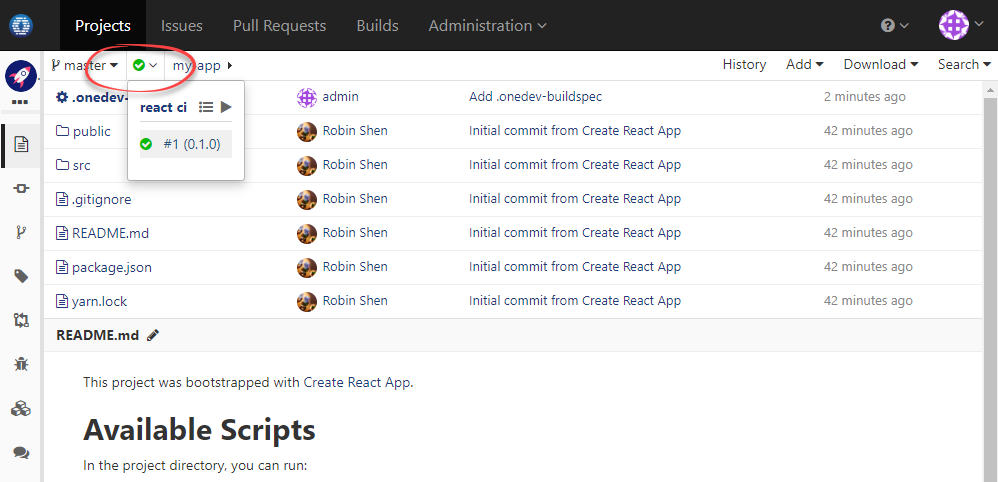 Projects Issues Pull Requests Builds Administration
master my-app History Add Download Search
.onedev- admin Add .onedev-buildspec 2 minutes ago
react ci
#1 (0.1.0)
public Robin Shen Initial commit from Create React App 42 minutes ago
src Robin Shen Initial commit from Create React App 42 minutes ago
.gitignore Robin Shen Initial commit from Create React App 42 minutes ago
README.md Robin Shen Initial commit from Create React App 42 minutes ago
package.json Robin Shen Initial commit from Create React App 42 minutes ago
yarn.lock Robin Shen Initial commit from Create React App 42 minutes ago
README.md
This project was bootstrapped with Create React App.
Available Scripts
In the project directory, you can run: